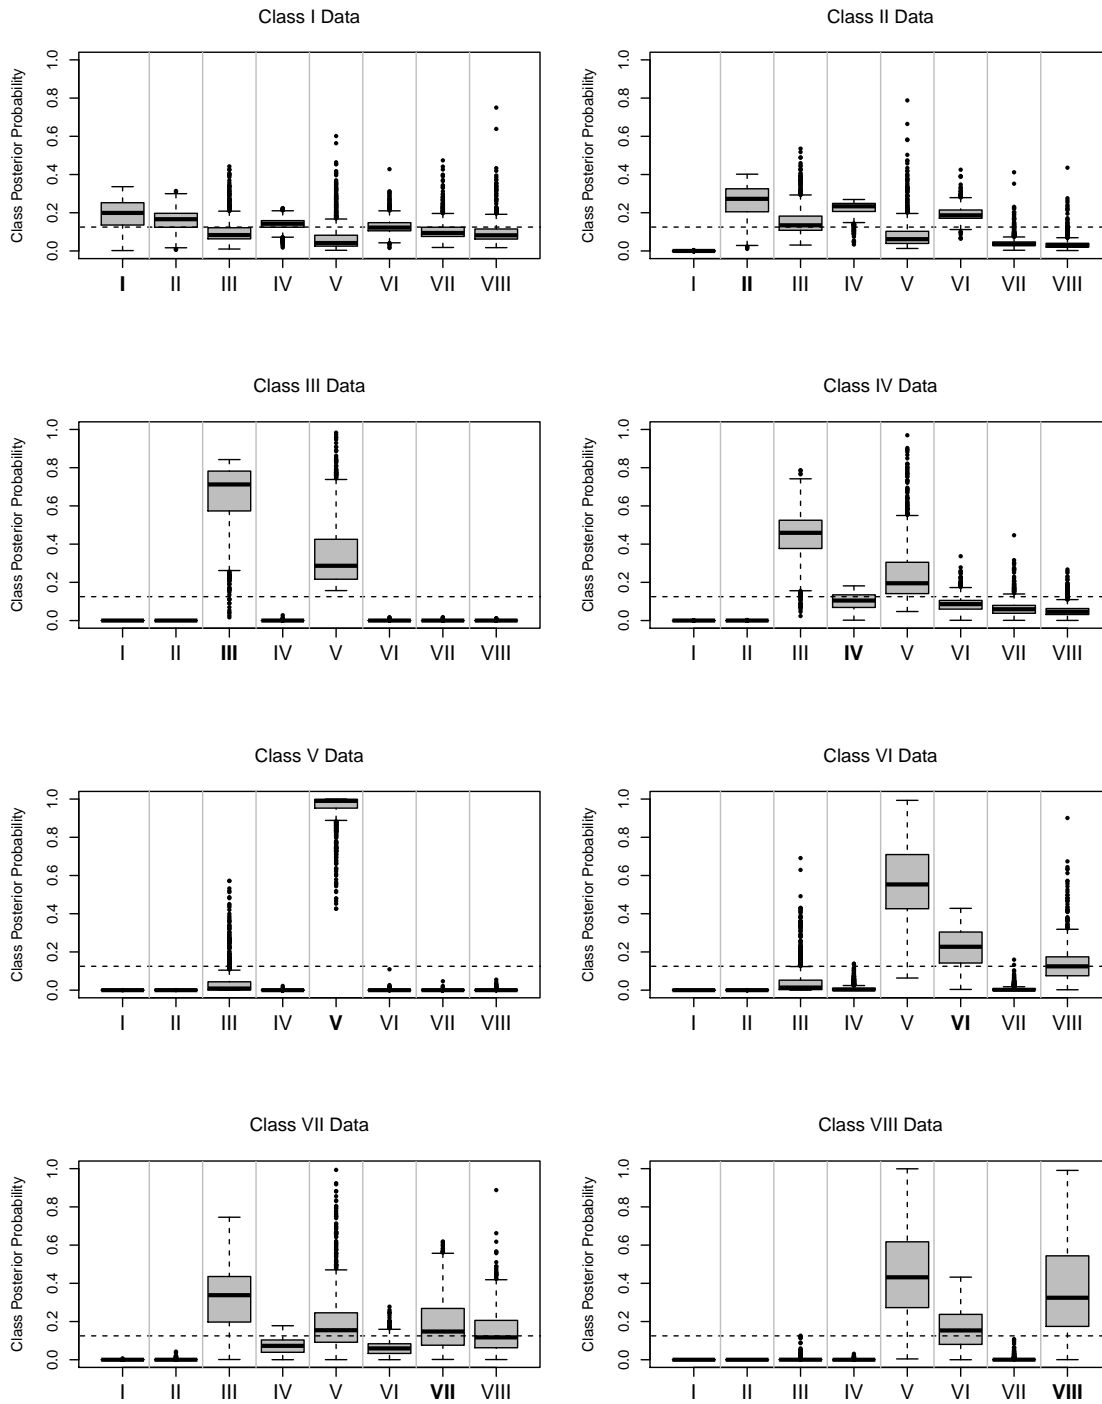 Class I Data
Class Posterior Probability
1.0
0.8
0.6
0.4
0.2
0.0
I II III IV V VI VII VIII
Class II Data
Class Posterior Probability
1.0
0.8
0.6
0.4
0.2
0.0
I II III IV V VI VII VIII
Class III Data
Class Posterior Probability
1.0
0.8
0.6
0.4
0.2
0.0
I II III IV V VI VII VIII
Class IV Data
Class Posterior Probability
1.0
0.8
0.6
0.4
0.2
0.0
I II III IV V VI VII VIII
Class V Data
Class Posterior Probability
1.0
0.8
0.6
0.4
0.2
0.0
I II III IV V VI VII VIII
Class VI Data
Class Posterior Probability
1.0
0.8
0.6
0.4
0.2
0.0
I II III IV V VI VII VIII
Class VII Data
Class Posterior Probability
1.0
0.8
0.6
0.4
0.2
0.0
I II III IV V VI VII VIII
Class VIII Data
Class Posterior Probability
1.0
0.8
0.6
0.4
0.2
0.0
I II III IV V VI VII VIII